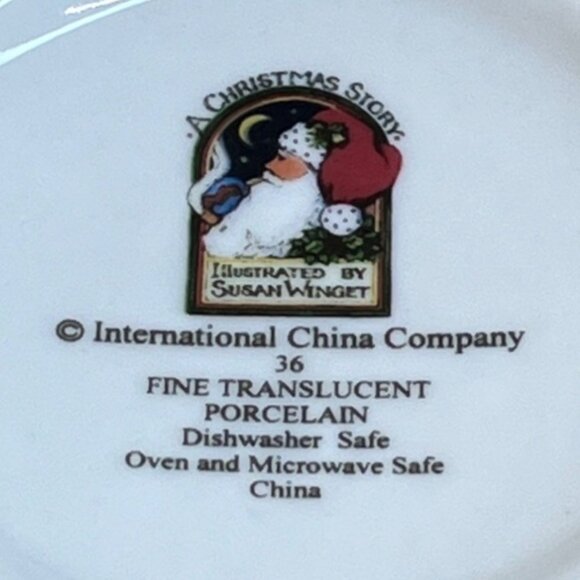 · A CHRISTMAS STORY ·
ILLUSTRATED BY
SUSAN WINGET
© International China Company
36
FINE TRANSLUCENT
PORCELAIN
Dishwasher Safe
Oven and Microwave Safe
China